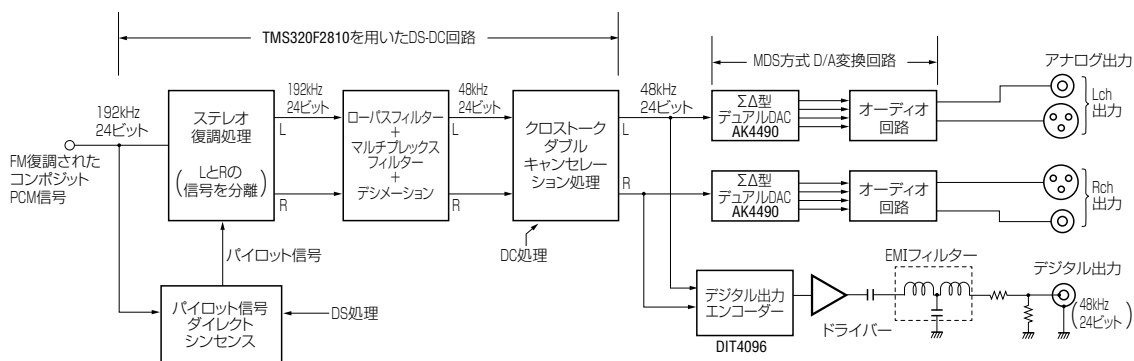 TMS320F2810を用いたDS-DC回路
MDS方式 D/A変換回路
アナログ出力
192kHz
24ビット
FM復調された
コンポジット
PCM信号
ステレオ
復調処理
(LとRの
信号を分離)
192kHz
24ビット
L
R
ローパスフィルター
+
マルチプレックス
フィルター
+
デシメーション
48kHz
24ビット
L
R
クロストーク
ダブル
キャンセレー
ション処理
48kHz
24ビット
L
R
ΣΔ型
デュアルDAC
AK4490
オーディオ
回路
Lch
出力
ΣΔ型
デュアルDAC
AK4490
オーディオ
回路
Rch
出力
パイロット信号
DC処理
パイロット信号
ダイレクト
シンセンス
DS処理
デジタル出力
エンコーダー
DIT4096
ドライバー
EMIフィルター
デジタル出力
(48kHz
24ビット)